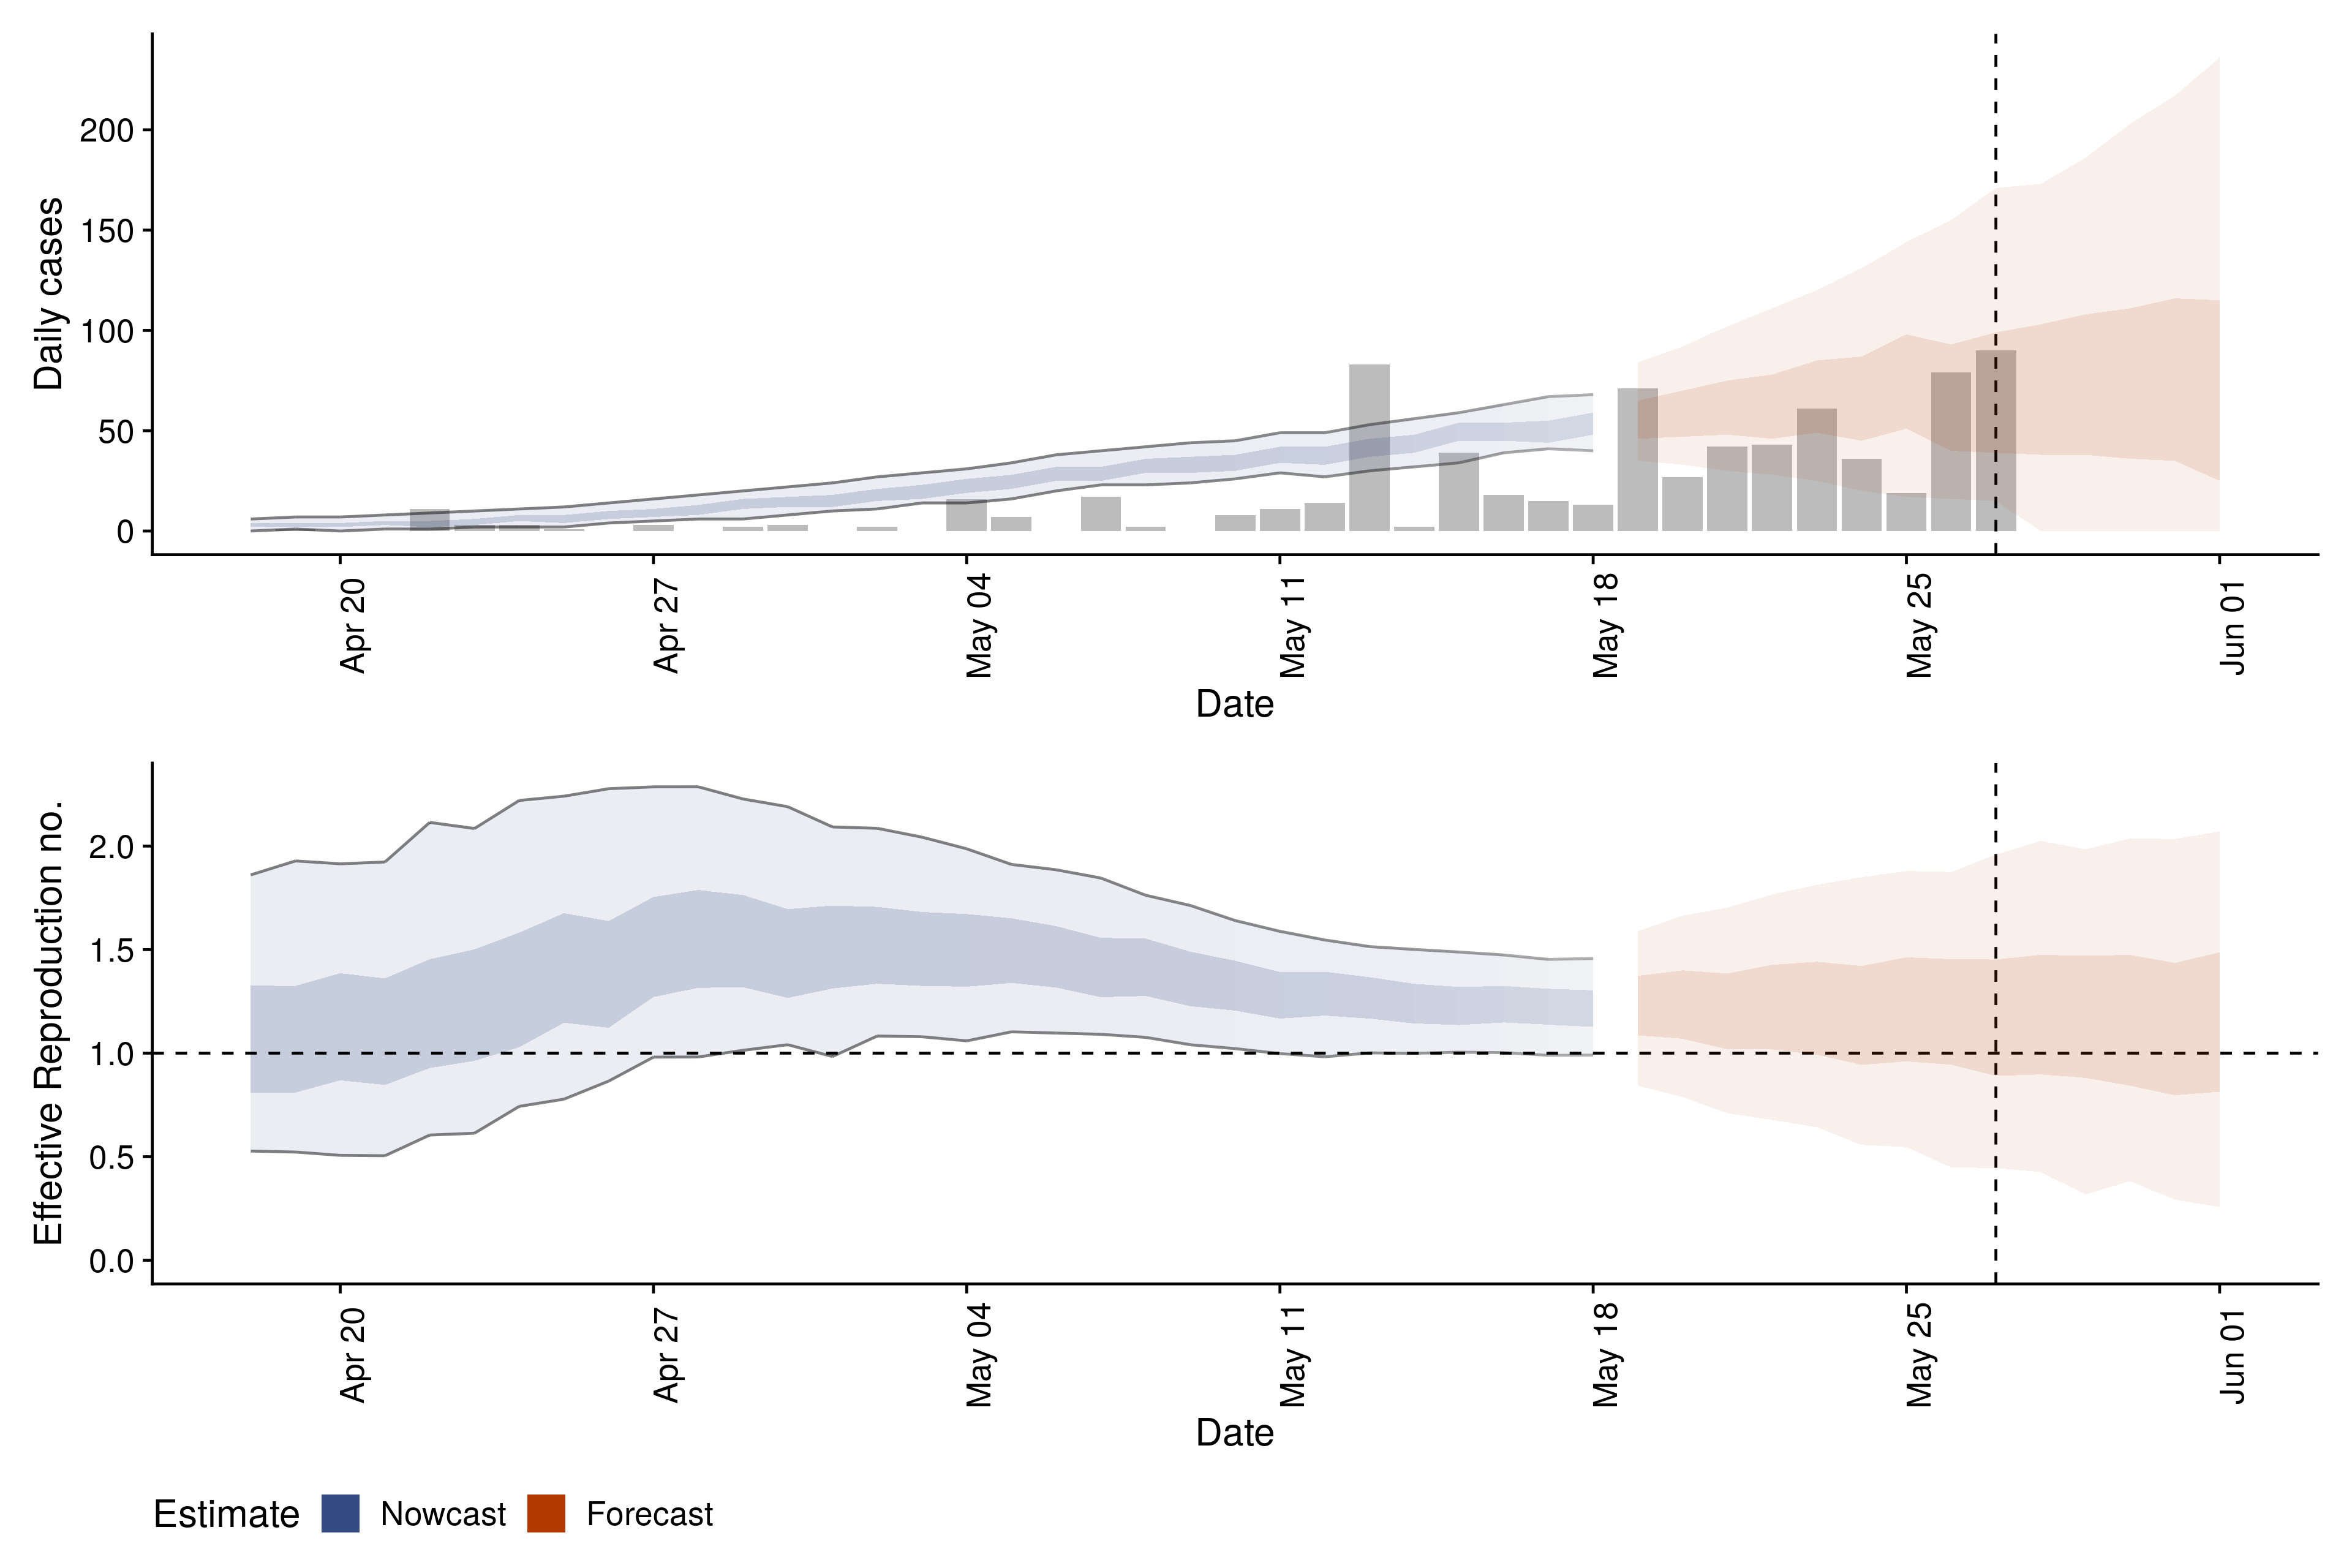 Daily cases
200
150
100
50
0
Apr 20
Apr 27
May 04
May 11
May 18
May 25
Jun 01
Date
Effective Reproduction no.
2.0
1.5
1.0
0.5
0.0
Apr 20
Apr 27
May 04
May 11
May 18
May 25
Jun 01
Date
Estimate Nowcast Forecast